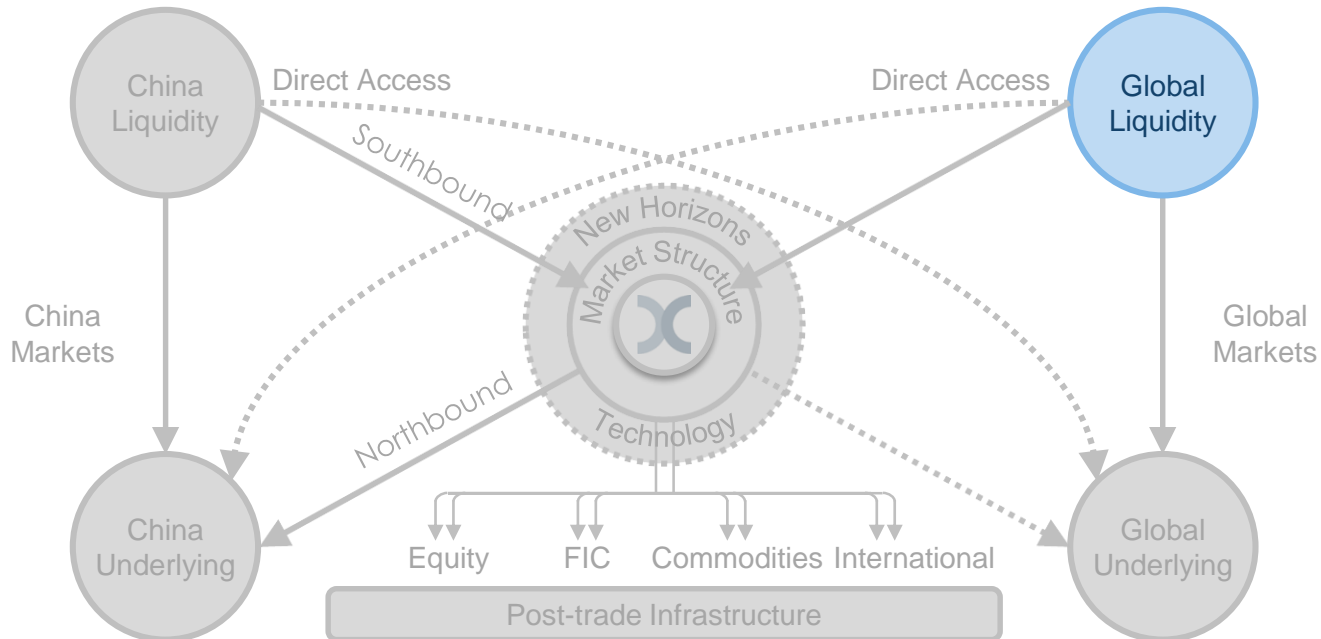 China
Liquidity
Direct Access
Direct Access
Global
Liquidity
Southbound
New Horizons
Market Structure
China
Markets
Global
Markets
Northbound
Technology
China
Underlying
Equity
FIC
Commodities
International
Global
Underlying
Post-trade Infrastructure